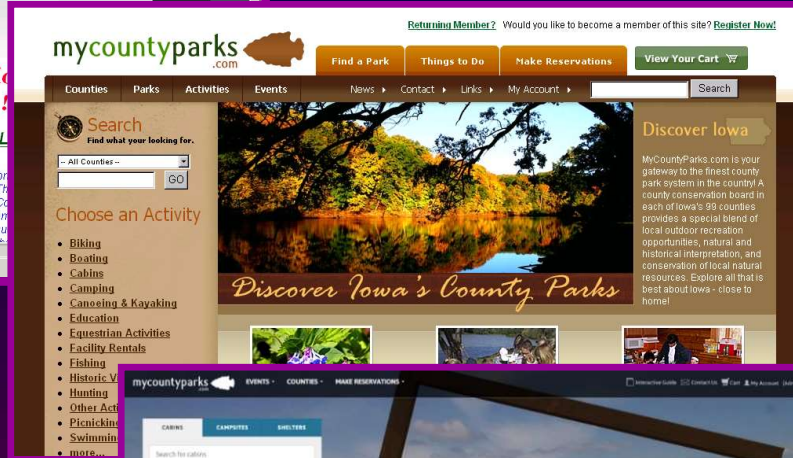 Returning Member? Would you like to become a member of this site? Register Now!
mycountyparks
.com
Find a Park
Things to Do
Make Reservations
View Your Cart
Counties
Parks
Activities
Events
News
Contact
Links
My Account
Search
Search
Find what your looking for.
-- All Counties --
GO
Choose an Activity
Biking
Boating
Cabins
Camping
Canoeing & Kayaking
Education
Equestrian Activities
Facility Rentals
Fishing
Historic
Hunting
Other
Picnicking
Swimming
more...
Discover Iowa's County Parks
Discover Iowa
MyCountyParks.com is your
gateway to the finest county
park system in the country! A
county conservation board in
each of Iowa's 99 counties
provides a special blend of
local outdoor recreation
opportunities, natural and
historical interpretation, and
conservation of local natural
resources. Explore all that is
best about Iowa - close to
home!
mycountyparks
.com
EVENTS
COUNTIES
MAKE RESERVATIONS
Interactive Guide
Contact Us
Cart
My Account
CABINS
CAMPSITES
SHELTERS
Search for cabins